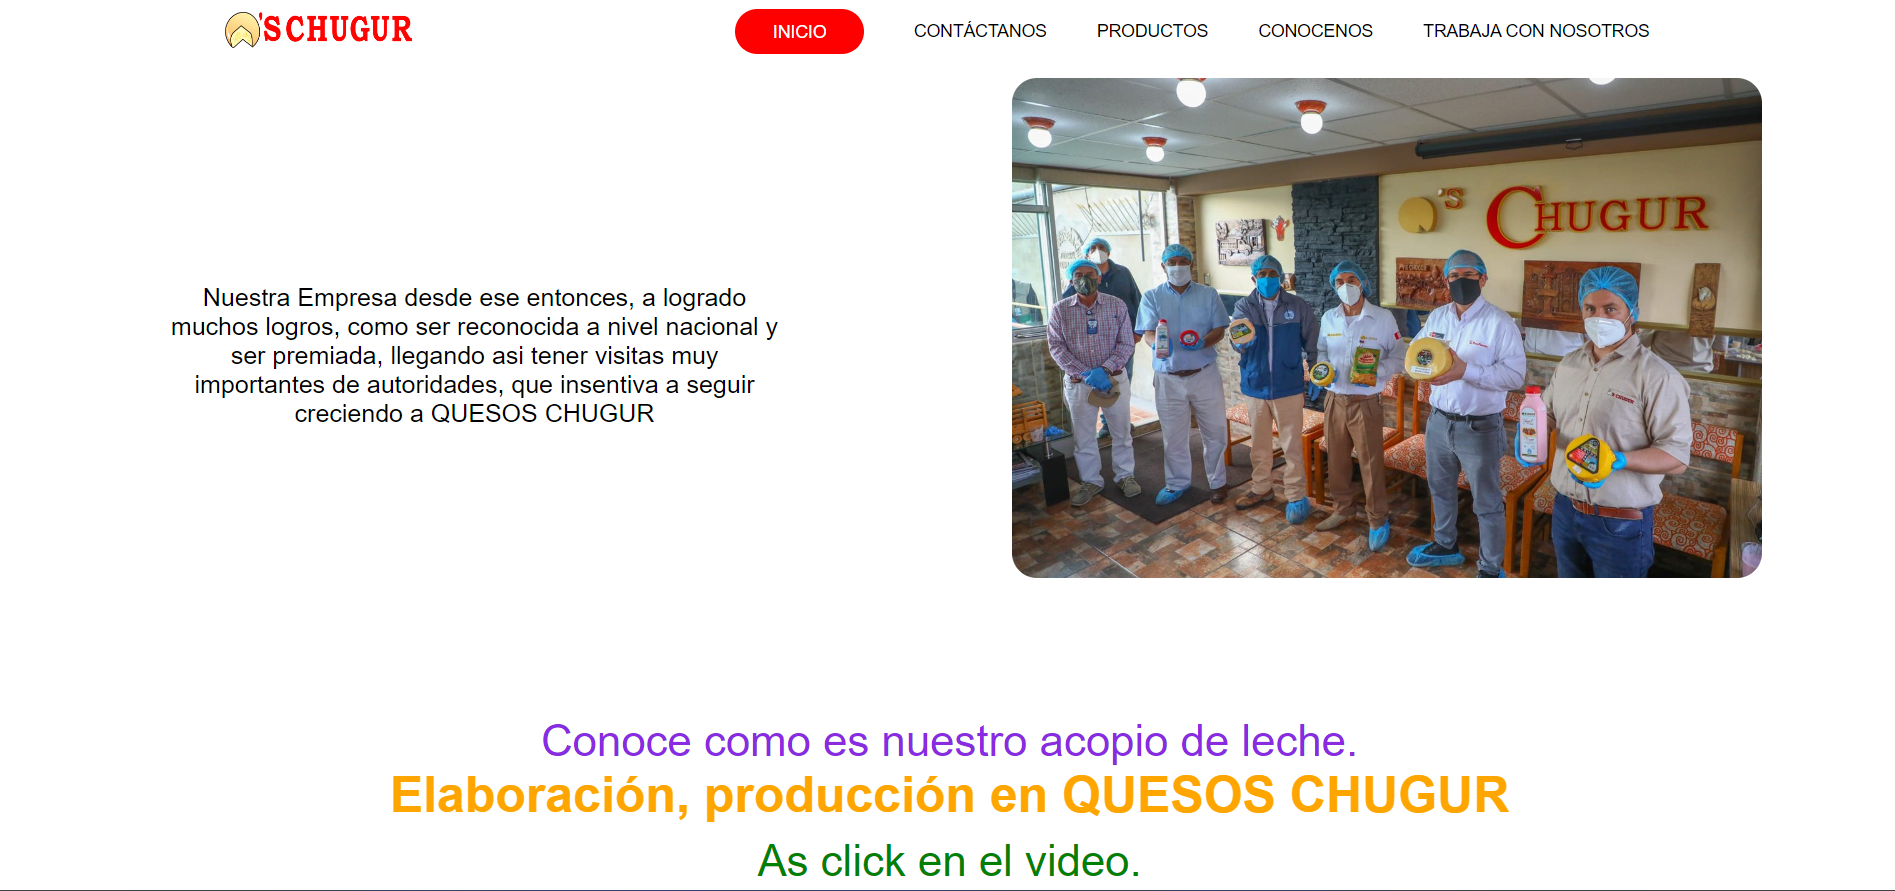 'S CHUGUR
INICIO
CONTÁCTANOS
PRODUCTOS
CONOCENOS
TRABAJA CON NOSOTROS
'S CHUGUR
Nuestra Empresa desde ese entonces, a logrado
muchos logros, como ser reconocida a nivel nacional y
ser premiada, llegando asi tener visitas muy
importantes de autoridades, que insentiva a seguir
creciendo a QUESOS CHUGUR
Conoce como es nuestro acopio de leche.
Elaboración, producción en QUESOS CHUGUR
As click en el video.